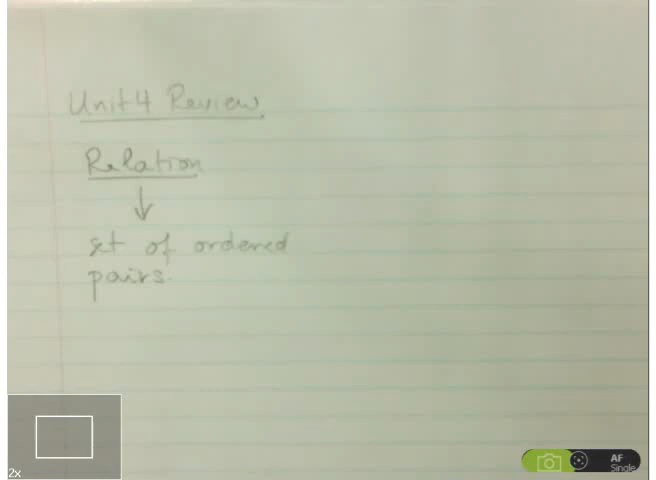 Unit 4 Review
Relation
↓
set of ordered
pairs.
2x
AF
Single